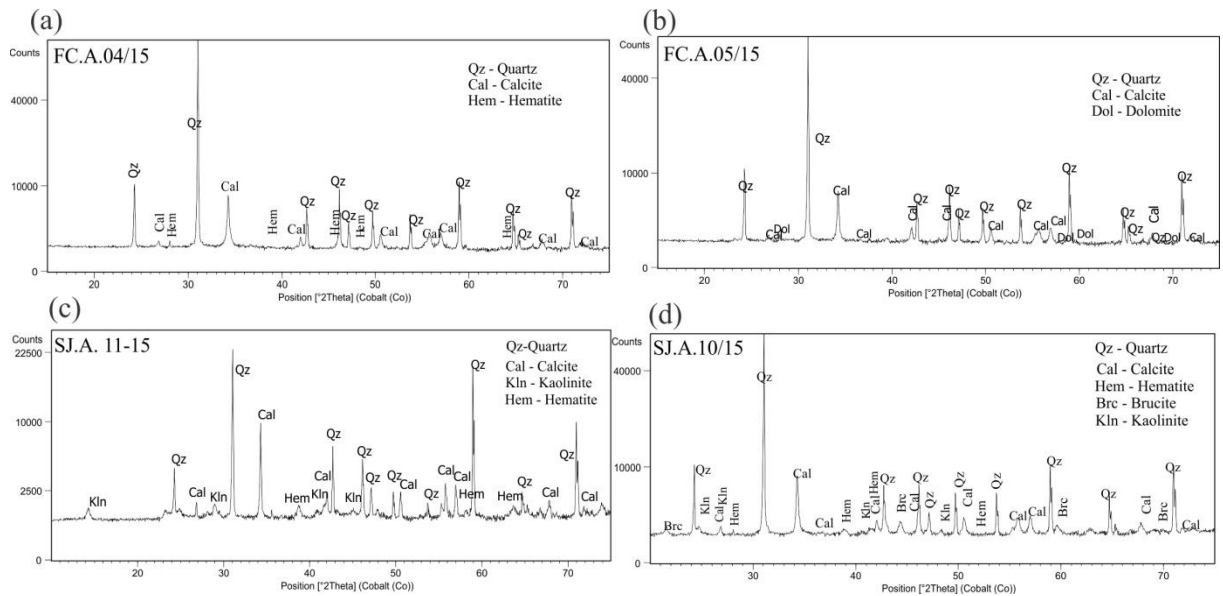 (a)
Counts
FC.A.04/15
Qz - Quartz
Cal - Calcite
Hem - Hematite
40000
10000
0
Qz
Cal
Hem
Qz
Cal
Hem
Cal
Qz
Hem
Qz
Qz
Hem
Qz
Cal
Qz
Cal
Cal
Qz
Hem
Qz
Qz
Cal
Qz
Cal
20 30 40 50 60 70
Position [°2Theta] (Cobalt (Co))
(b)
Counts
FC.A.05/15
Qz - Quartz
Cal - Calcite
Dol - Dolomite
40000
10000
0
Qz
Cal
Dol
Qz
Cal
Cal
Cal
Qz
Cal
Qz
Qz
Qz
Cal
Qz
Cal
Cal
Dol
Qz
Dol
Qz
Qz
Cal
Qz
Dol
Qz
Cal
20 30 40 50 60 70
Position [°2Theta] (Cobalt (Co))
(c)
Counts
SJ.A. 11-15
Qz-Quartz
Cal - Calcite
Kln - Kaolinite
Hem - Hematite
22500
10000
2500
0
Kln
Qz
Cal
Kln
Qz
Cal
Hem
Kln
Cal
Qz
Kln
Qz
Qz
Qz
Cal
Qz
Cal
Cal
Hem
Qz
Hem
Qz
Cal
Qz
Cal
10 20 30 40 50 60 70
Position [°2Theta] (Cobalt (Co))
(d)
Counts
SJ.A.10/15
Qz - Quartz
Cal - Calcite
Hem - Hematite
Brc - Brucite
Kln - Kaolinite
40000
10000
0
Brc
Qz
Kln
Cal
Kln
Hem
Qz
Cal
Cal
Hem
Kln
Cal
Hem
Qz
Brc
Qz
Qz
Kln
Qz
Cal
Hem
Qz
Cal
Cal
Qz
Brc
Qz
Cal
Brc
Qz
Cal
30 40 50 60 70
Position [°2Theta] (Cobalt (Co))